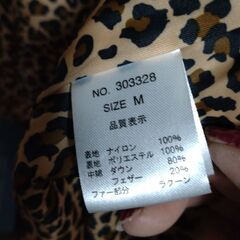 NO. 303328
SIZE M
品質表示
表地 ナイロン 100%
裏地 ポリエステル 100%
中綿 ダウン 80%
フェザー 20%
ファー部分 ラクーン